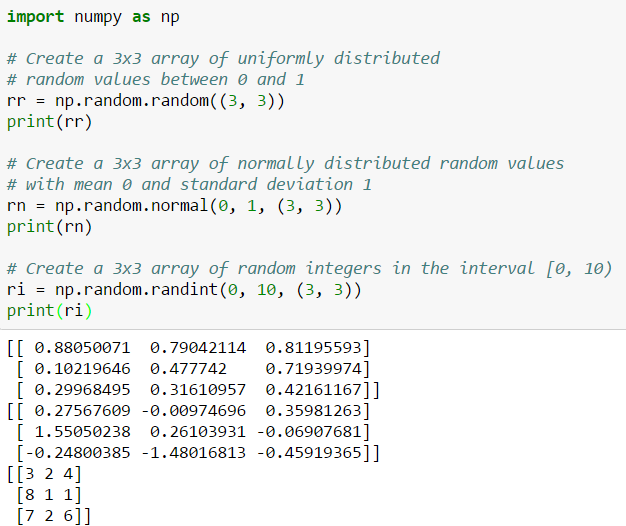 import numpy as np
# Create a 3x3 array of uniformly distributed
# random values between 0 and 1
rr = np.random.random((3, 3))
print(rr)
# Create a 3x3 array of normally distributed random values
# with mean 0 and standard deviation 1
rn = np.random.normal(0, 1, (3, 3))
print(rn)
# Create a 3x3 array of random integers in the interval [0, 10)
ri = np.random.randint(0, 10, (3, 3))
print(ri)
[[ 0.88050071  0.79042114  0.81195593]
 [ 0.10219646  0.477742    0.71939974]
 [ 0.29968495  0.31610957  0.42161167]]
[[ 0.27567609 -0.00974696  0.35981263]
 [ 1.55050238  0.26103931 -0.06907681]
 [-0.24800385 -1.48016813 -0.45919365]]
[[3 2 4]
 [8 1 1]
 [7 2 6]]